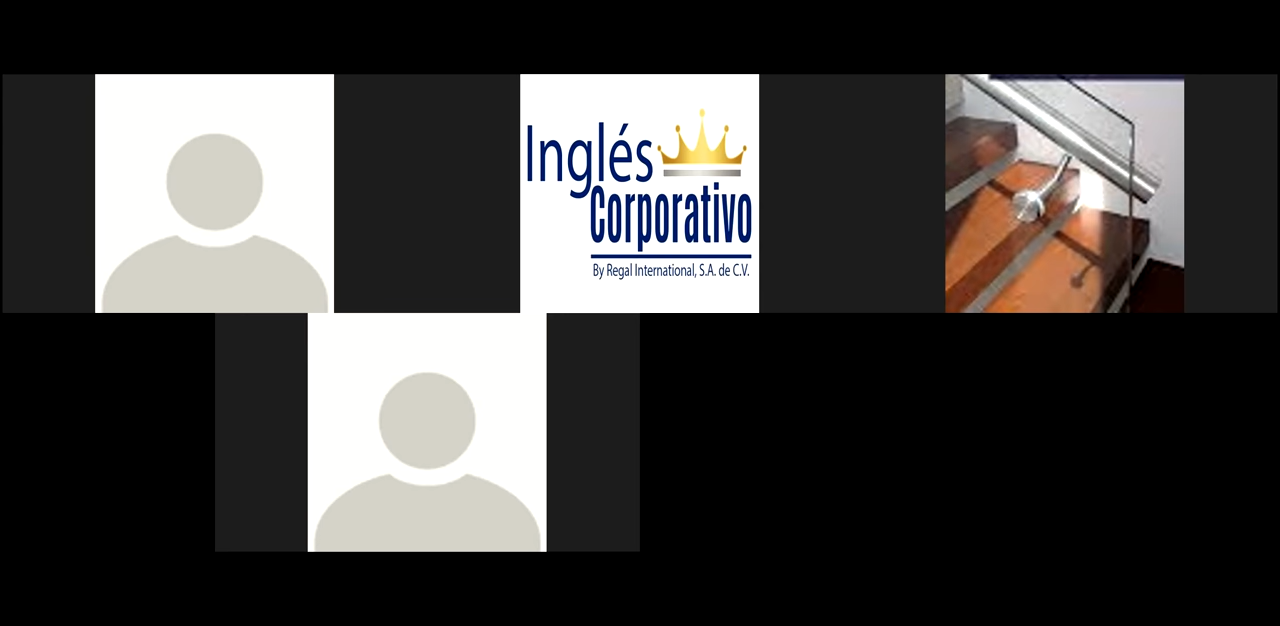 Inglés
Corporativo
By Regal International, S.A. de C.V.